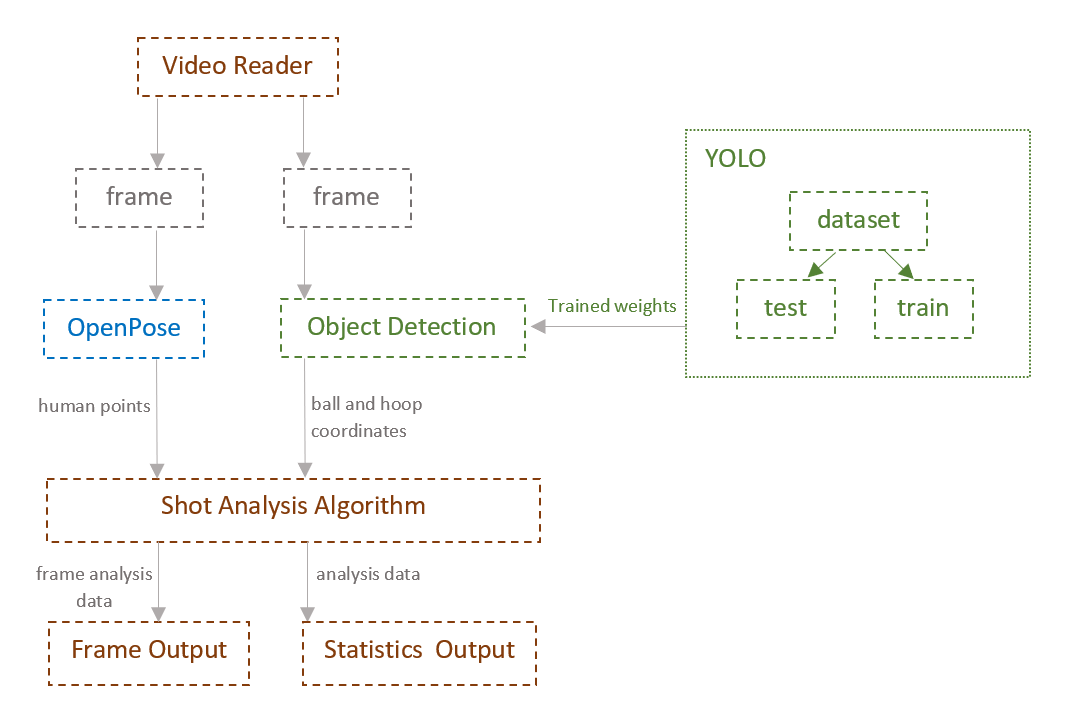 Video Reader
frame
frame
YOLO
dataset
test
train
OpenPose
Object Detection
Trained weights
human points
ball and hoop
coordinates
Shot Analysis Algorithm
frame analysis
data
analysis data
Frame Output
Statistics Output